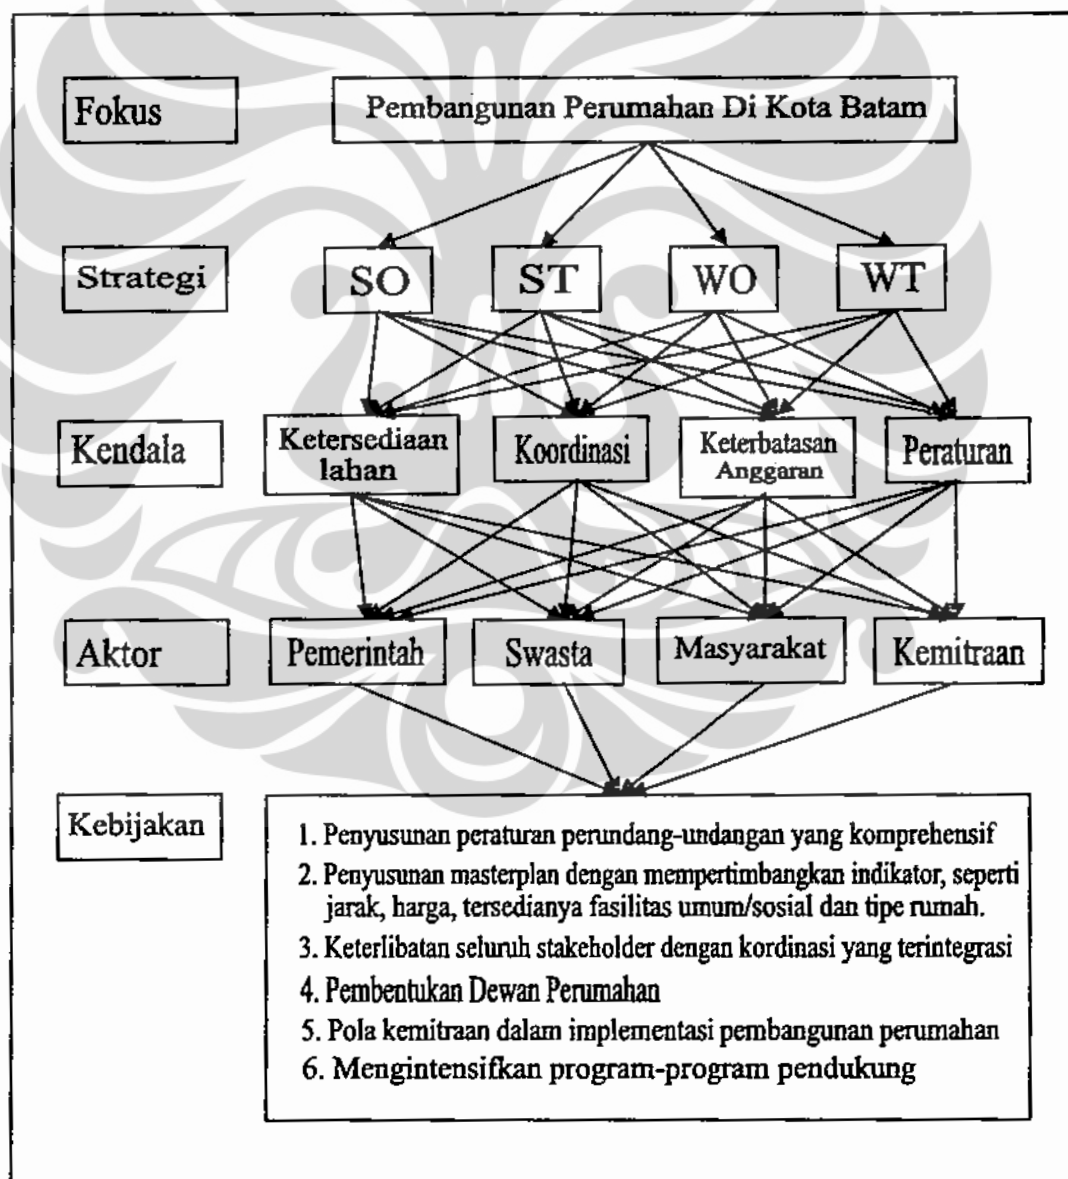 Fokus
Pembangunan Perumahan Di Kota Batam
Strategi
SO
ST
WO
WT
Kendala
Ketersediaan
lahan
Koordinasi
Keterbatasan
Anggaran
Peraturan
Aktor
Pemerintah
Swasta
Masyarakat
Kemitraan
Kebijakan
1. Penyusunan peraturan perundang-undangan yang komprehensif
2. Penyusunan masterplan dengan mempertimbangkan indikator, seperti
jarak, harga, tersedianya fasilitas umum/sosial dan tipe rumah.
3. Keterlibatan seluruh stakeholder dengan kordinasi yang terintegrasi
4. Pembentukan Dewan Perumahan
5. Pola kemitraan dalam implementasi pembangunan perumahan
6. Mengintensifkan program-program pendukung